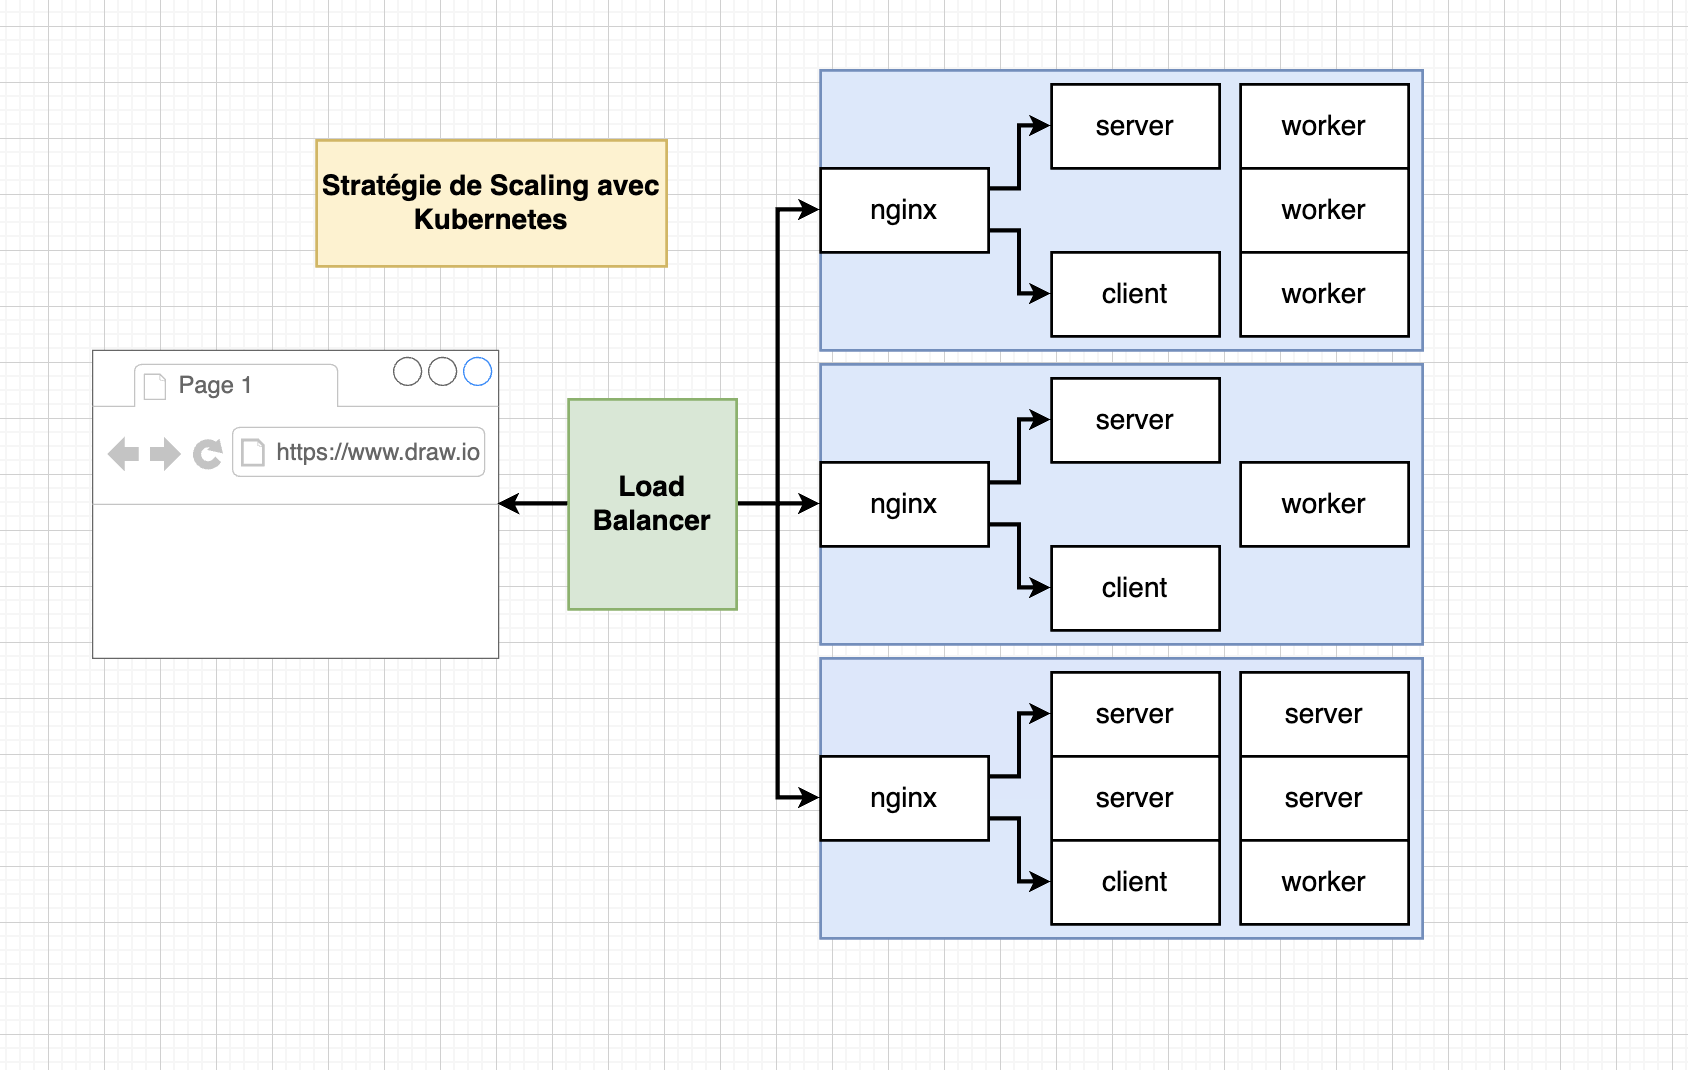 Stratégie de Scaling avec
Kubernetes
Page 1
https://www.draw.io
Load
Balancer
nginx
server
client
worker
worker
worker
nginx
server
client
worker
nginx
server
server
client
server
server
worker